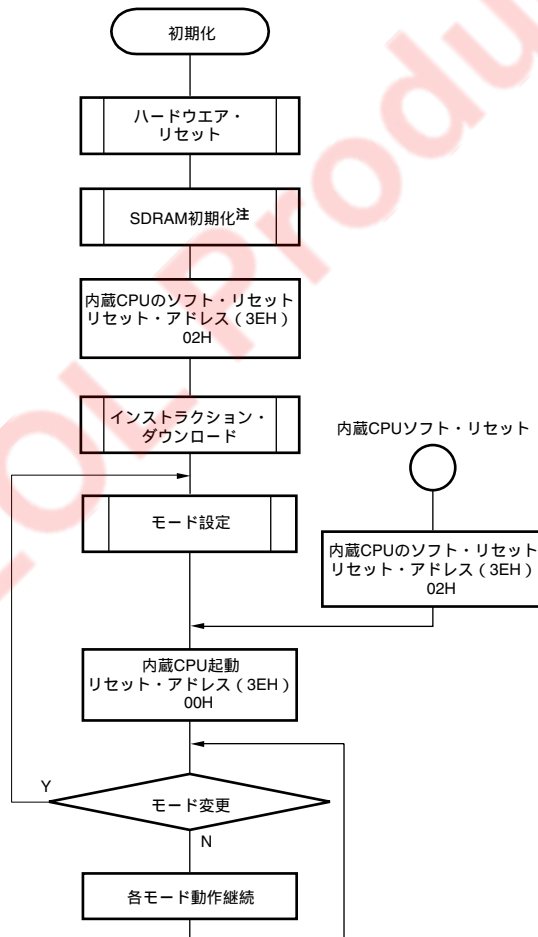 初期化
ハードウエア・
リセット
SDRAM初期化注
内蔵CPUのソフト・リセット
リセット・アドレス（3EH）
02H
インストラクション・
ダウンロード
内蔵CPUソフト・リセット
モード設定
内蔵CPUのソフト・リセット
リセット・アドレス（3EH）
02H
内蔵CPU起動
リセット・アドレス（3EH）
00H
Y
モード変更
N
各モード動作継続
EOL Produ